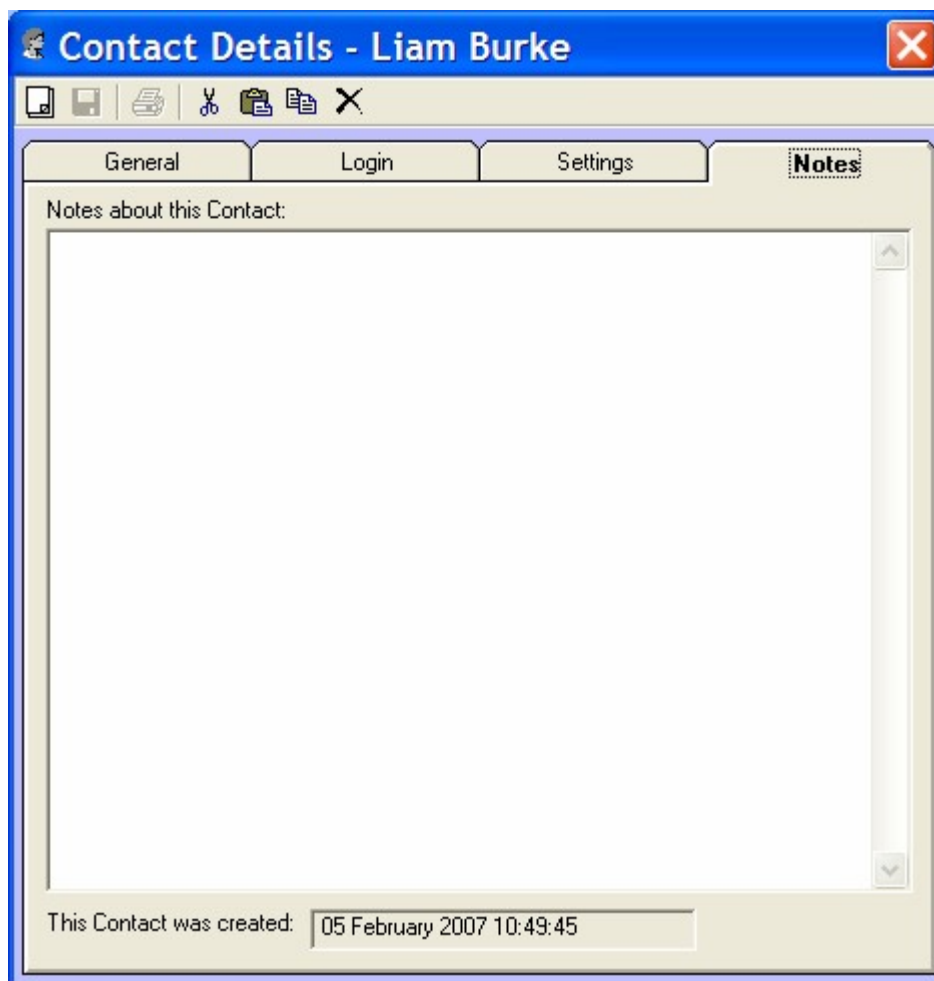 Contact Details - Liam Burke
General Login Settings Notes
Notes about this Contact:
This Contact was created: 05 February 2007 10:49:45